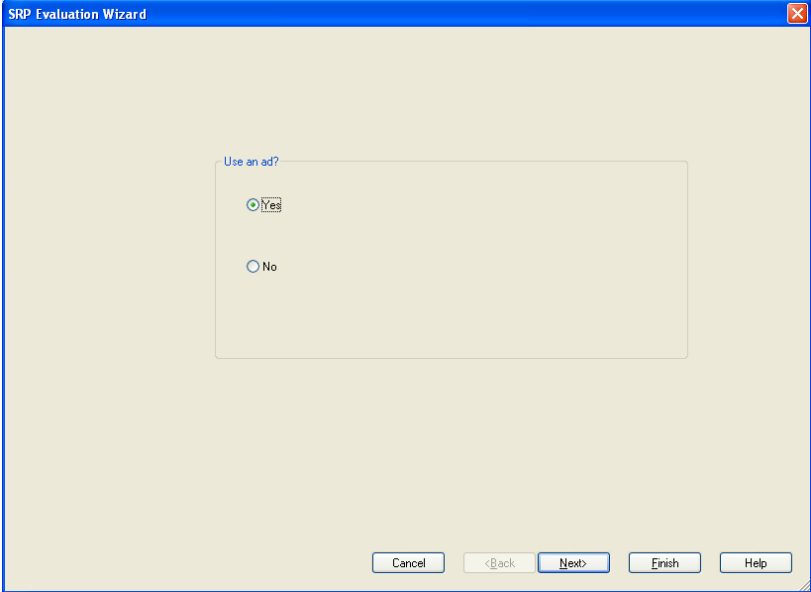 SRP Evaluation Wizard
Use an ad?
Yes
No
Cancel <Back Next> Finish Help